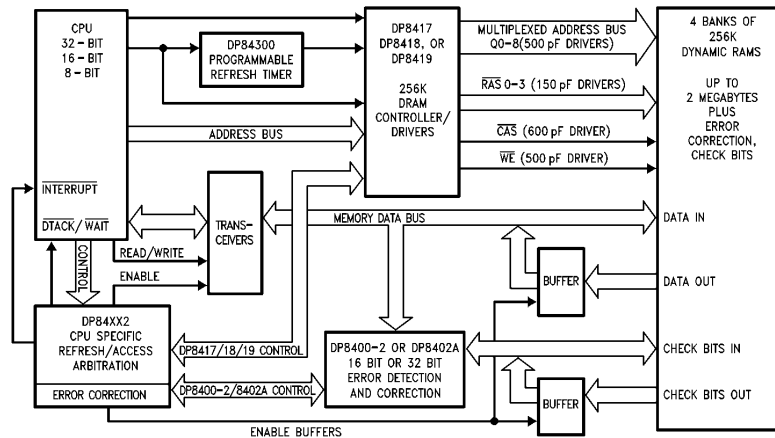 CPU
32-BIT
16-BIT
8-BIT
INTERRUPT
DTACK/WAIT
DP84300
PROGRAMMABLE
REFRESH TIMER
ADDRESS BUS
DP8417
DP8418, OR
DP8419
256K
DRAM
CONTROLLER/
DRIVERS
MULTIPLEXED ADDRESS BUS
Q0-8(500 pF DRIVERS)
RAS 0-3 (150 pF DRIVERS)
CAS (600 pF DRIVER)
WE (500 pF DRIVER)
4 BANKS OF
256K
DYNAMIC RAMS
UP TO
2 MEGABYTES
PLUS
ERROR
CORRECTION,
CHECK BITS
DATA IN
DATA OUT
CHECK BITS IN
CHECK BITS OUT
TRANS-
CEIVERS
MEMORY DATA BUS
CONTROL
READ/WRITE
ENABLE
BUFFER
DP84XX2
CPU SPECIFIC
REFRESH/ACCESS
ARBITRATION
ERROR CORRECTION
DP8417/18/19 CONTROL
DP8400-2/8402A CONTROL
DP8400-2 OR DP8402A
16 BIT OR 32 BIT
ERROR DETECTION
AND CORRECTION
BUFFER
ENABLE BUFFERS